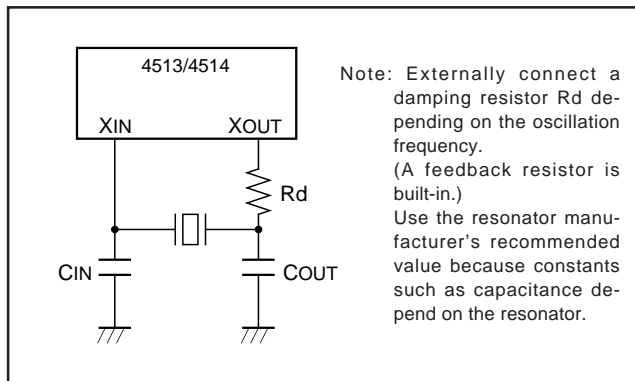 4513/4514
XIN
XOUT
Rd
CIN
COUT
Note: Externally connect a
damping resistor Rd de-
pending on the oscillation
frequency.
(A feedback resistor is
built-in.)
Use the resonator manu-
facturer's recommended
value because constants
such as capacitance de-
pend on the resonator.